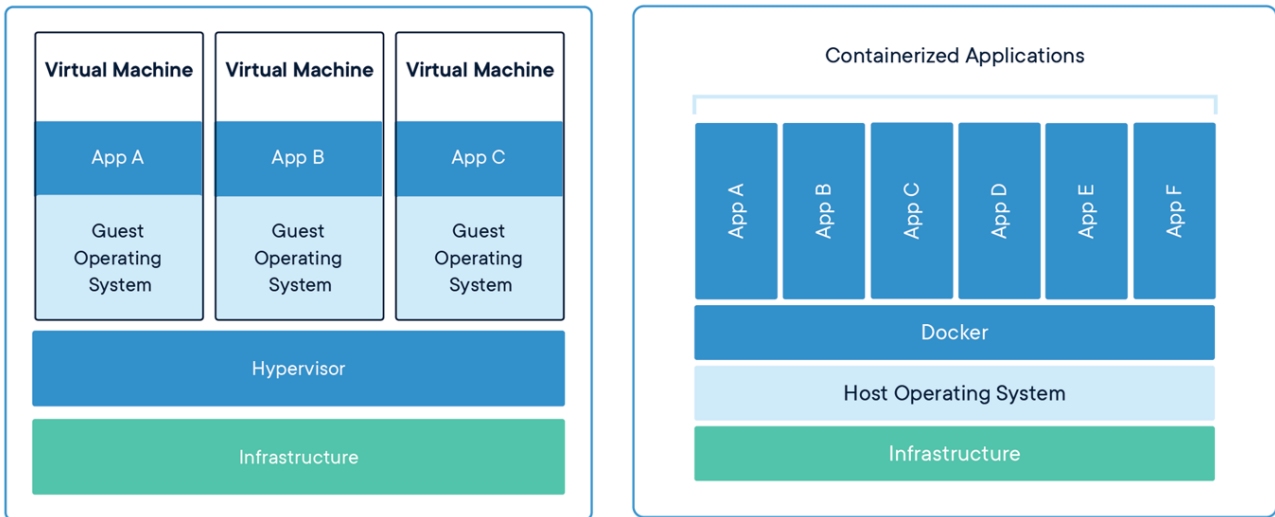 Virtual Machine
App A
Guest
Operating
System
Virtual Machine
App B
Guest
Operating
System
Virtual Machine
App C
Guest
Operating
System
Hypervisor
Infrastructure
Containerized Applications
App A
App B
App C
App D
App E
App F
Docker
Host Operating System
Infrastructure